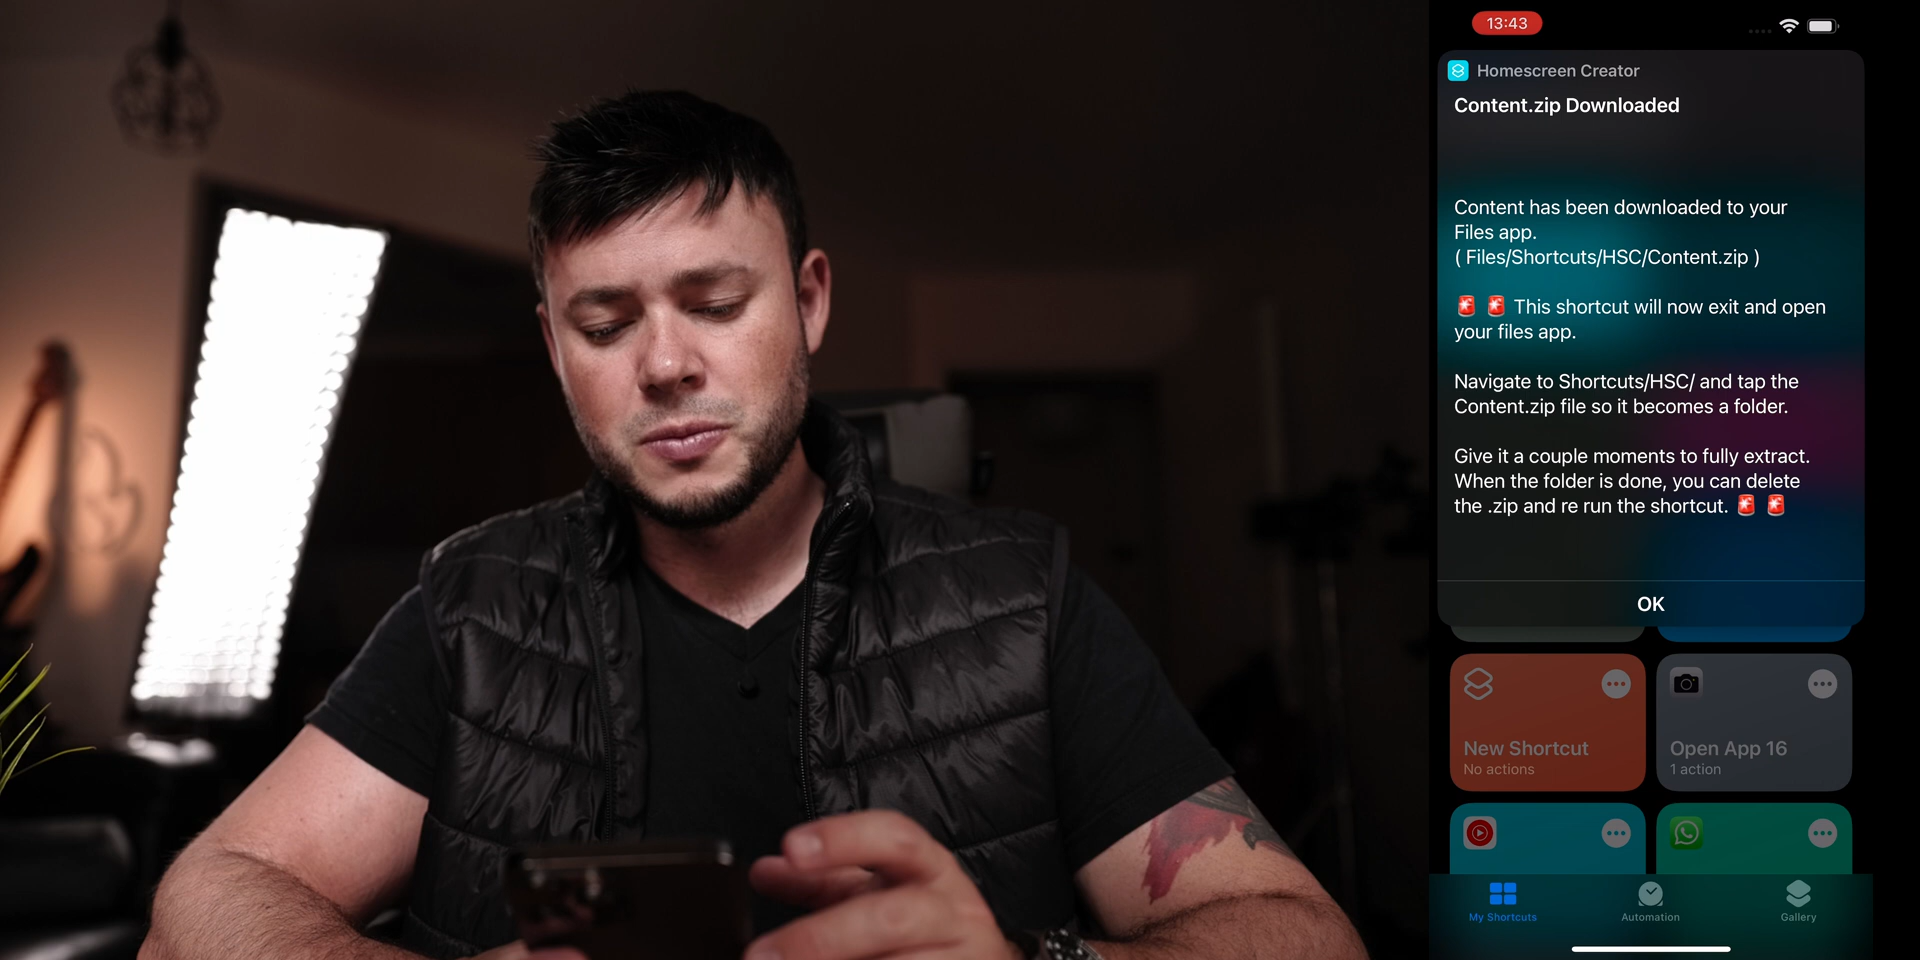 13:43
Homescreen Creator
Content.zip Downloaded
Content has been downloaded to your
Files app.
( Files/Shortcuts/HSC/Content.zip )
🚨 🚨 This shortcut will now exit and open
your files app.
Navigate to Shortcuts/HSC/ and tap the
Content.zip file so it becomes a folder.
Give it a couple moments to fully extract.
When the folder is done, you can delete
the .zip and re run the shortcut. 🚨 🚨
OK
New Shortcut
No actions
Open App 16
1 action
My Shortcuts
Automation
Gallery